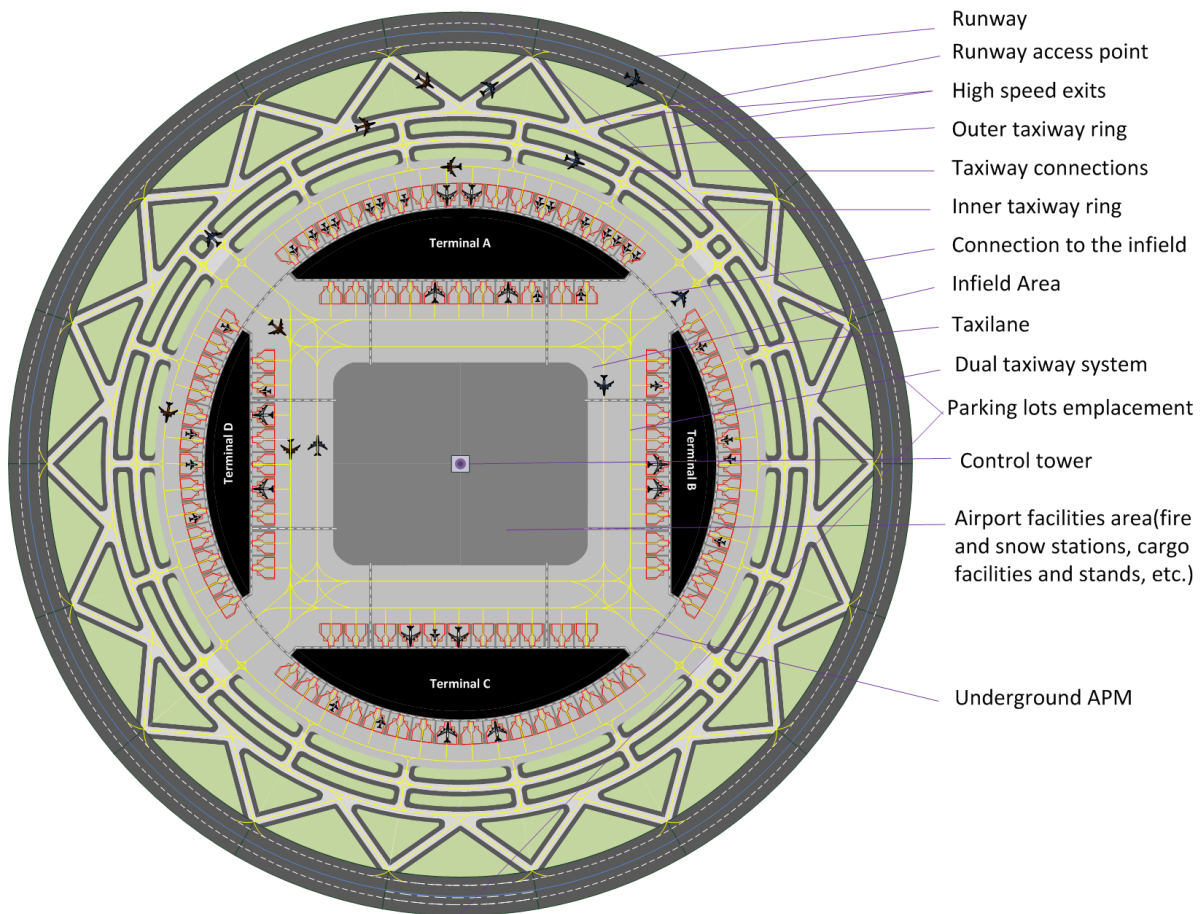 Runway
Runway access point
High speed exits
Outer taxiway ring
Taxiway connections
Inner taxiway ring
Connection to the infield
Infield Area
Taxilane
Dual taxiway system
Parking lots emplacement
Control tower
Airport facilities area(fire
and snow stations, cargo
facilities and stands, etc.)
Underground APM
Terminal A
Terminal D
Terminal B
Terminal C